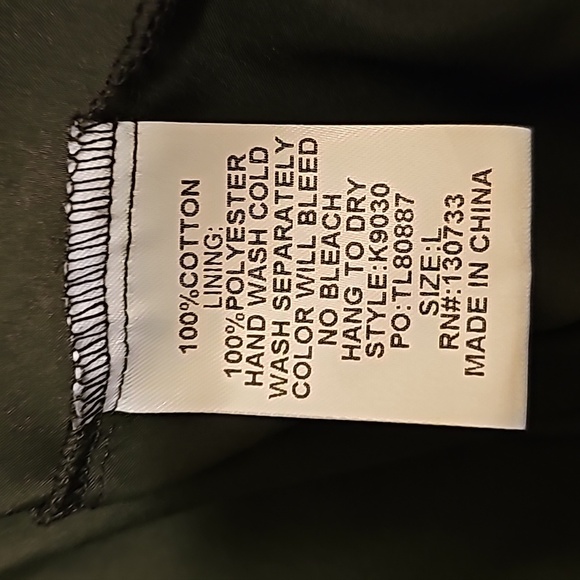 100%COTTON
LINING:
100%POLYESTER
HAND WASH COLD
WASH SEPARATELY
COLOR WILL BLEED
NO BLEACH
HANG TO DRY
STYLE:K9030
PO:TL80887
SIZE:L
RN#:130733
MADE IN CHINA